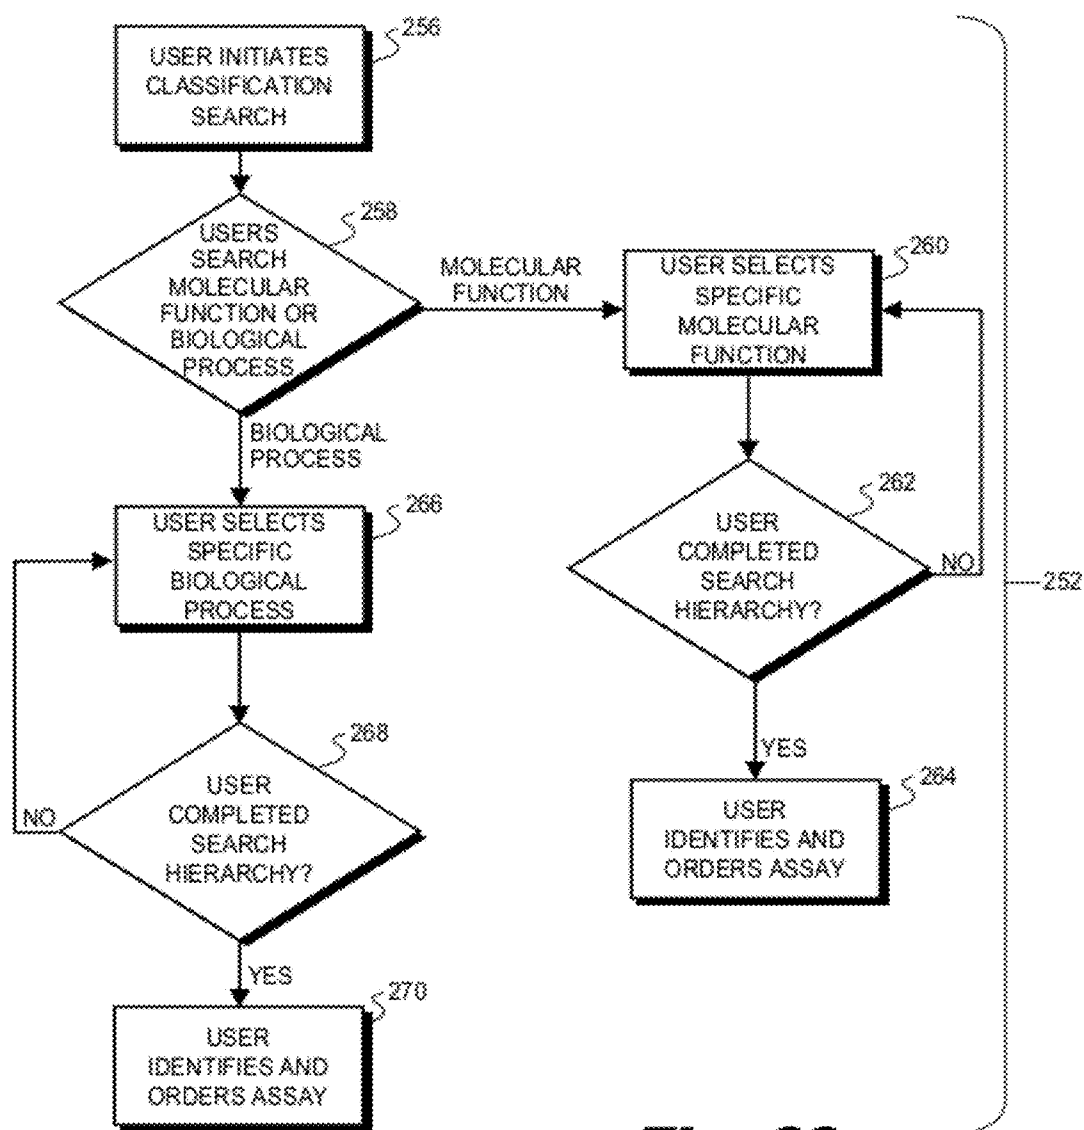 256
USER INITIATES
CLASSIFICATION
SEARCH
258
USERS
SEARCH
MOLECULAR
FUNCTION OR
BIOLOGICAL
PROCESS
MOLECULAR
FUNCTION
260
USER SELECTS
SPECIFIC
MOLECULAR
FUNCTION
BIOLOGICAL
PROCESS
262
USER
COMPLETED
SEARCH
HIERARCHY?
NO
252
266
USER SELECTS
SPECIFIC
BIOLOGICAL
PROCESS
268
USER
COMPLETED
SEARCH
HIERARCHY?
NO
YES
264
USER
IDENTIFIES AND
ORDERS ASSAY
YES
270
USER
IDENTIFIES AND
ORDERS ASSAY